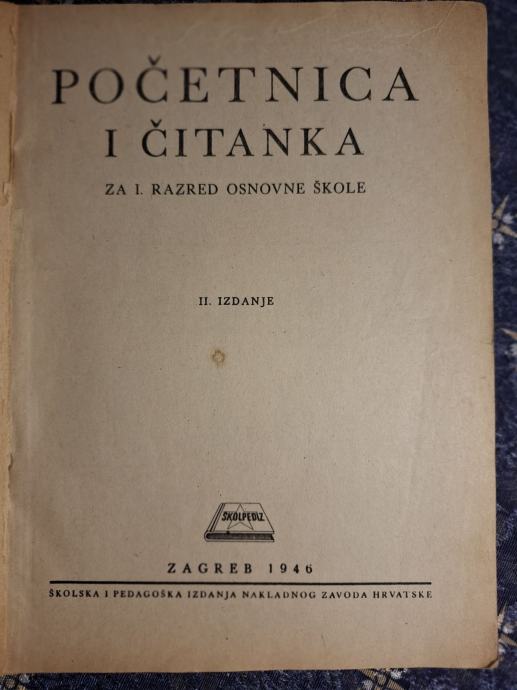 POČETNICA
I ČITANKA
ZA I. RAZRED OSNOVNE ŠKOLE
II. IZDANJE
ŠKOLPEDIZ
ZAGREB 1946
ŠKOLSKA I PEDAGOŠKA IZDANJA NAKLADNOG ZAVODA HRVATSKE